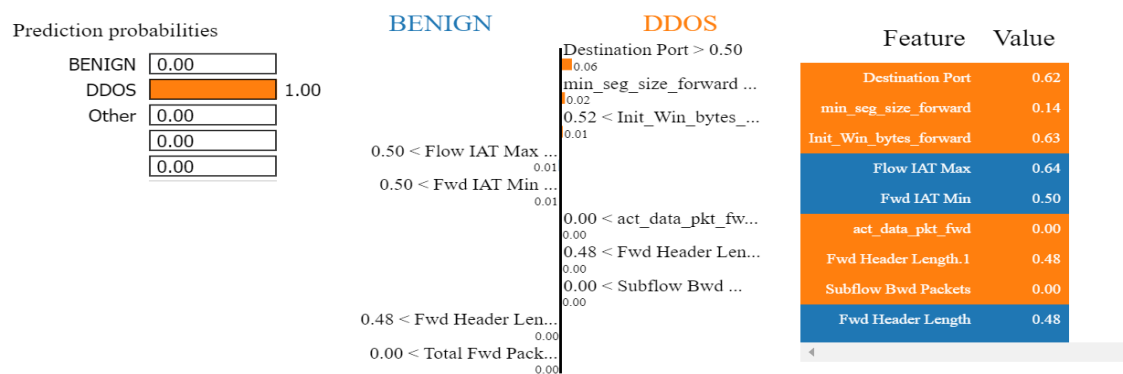 Prediction probabilities
BENIGN 0.00
DDOS 1.00
Other 0.00
0.00
0.00
BENIGN DDOS
Destination Port > 0.50
0.06
min_seg_size_forward ...
0.02
0.52 < Init_Win_bytes_...
0.01
0.50 < Flow IAT Max ...
0.01
0.50 < Fwd IAT Min ...
0.01
0.00 < act_data_pkt_fw...
0.00
0.48 < Fwd Header Len...
0.00
0.00 < Subflow Bwd ...
0.00
0.48 < Fwd Header Len...
0.00
0.00 < Total Fwd Pack...
0.00
Feature Value
Destination Port 0.62
min_seg_size_forward 0.14
Init_Win_bytes_forward 0.63
Flow IAT Max 0.64
Fwd IAT Min 0.50
act_data_pkt_fwd 0.00
Fwd Header Length.1 0.48
Subflow Bwd Packets 0.00
Fwd Header Length 0.48